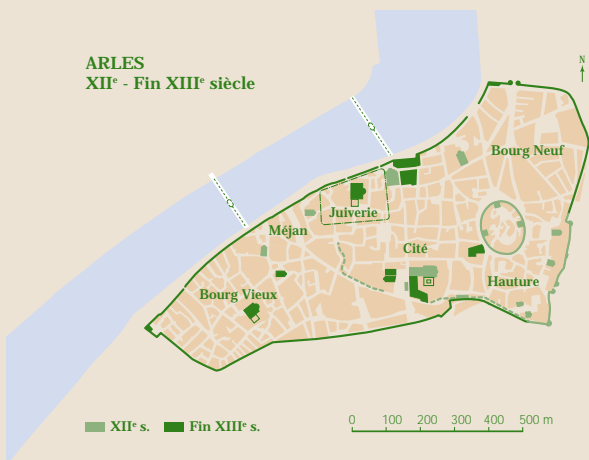 ARLES
XIIᵉ - Fin XIIIᵉ siècle
N
Bourg Neuf
Juiverie
Méjan
Cité
Hauture
Bourg Vieux
XIIᵉ s.
Fin XIIIᵉ s.
0 100 200 300 400 500 m